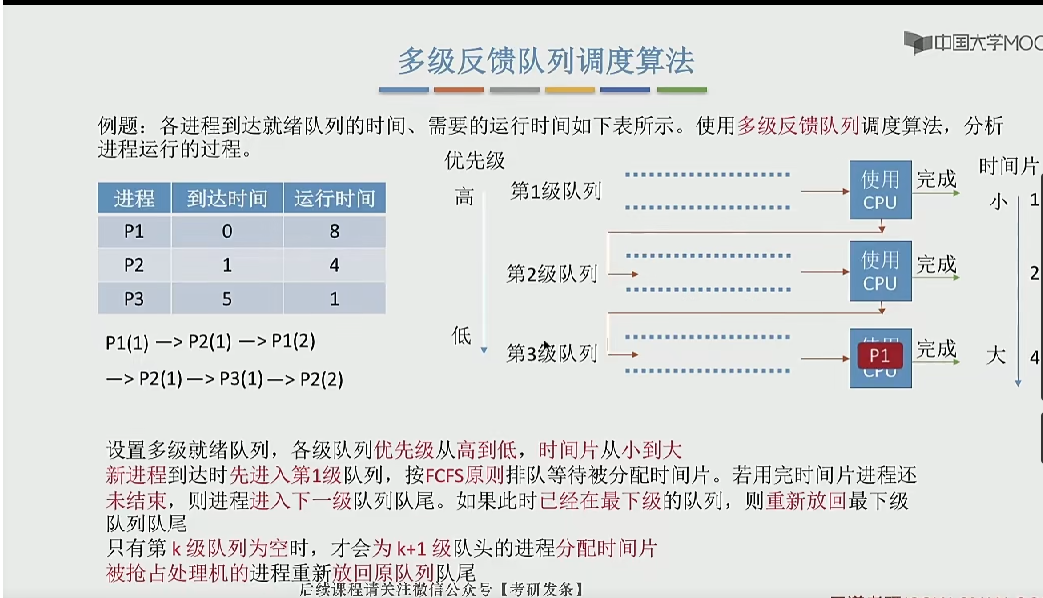 中国大学MOC
多级反馈队列调度算法
例题：各进程到达就绪队列的时间、需要的运行时间如下表所示。使用多级反馈队列调度算法，分析
进程运行的过程。
进程 到达时间 运行时间
P1 0 8
P2 1 4
P3 5 1
P1(1) —> P2(1) —> P1(2)
—> P2(1) —> P3(1) —> P2(2)
优先级
高
低
第1级队列
使用
CPU
完成
第2级队列
使用
CPU
完成
第3级队列
P1
CPU
完成
时间片
小 1
2
大 4
设置多级就绪队列，各级队列优先级从高到低，时间片从小到大
新进程到达时先进入第1级队列，按FCFS原则排队等待被分配时间片。若用完时间片进程还
未结束，则进程进入下一级队列队尾。如果此时已经在最下级的队列，则重新放回最下级
队列队尾
只有第 k 级队列为空时，才会为 k+1 级队头的进程分配时间片
被抢占处理机的进程重新放回原队列队尾
后续课程请关注微信公众号【考研发条】